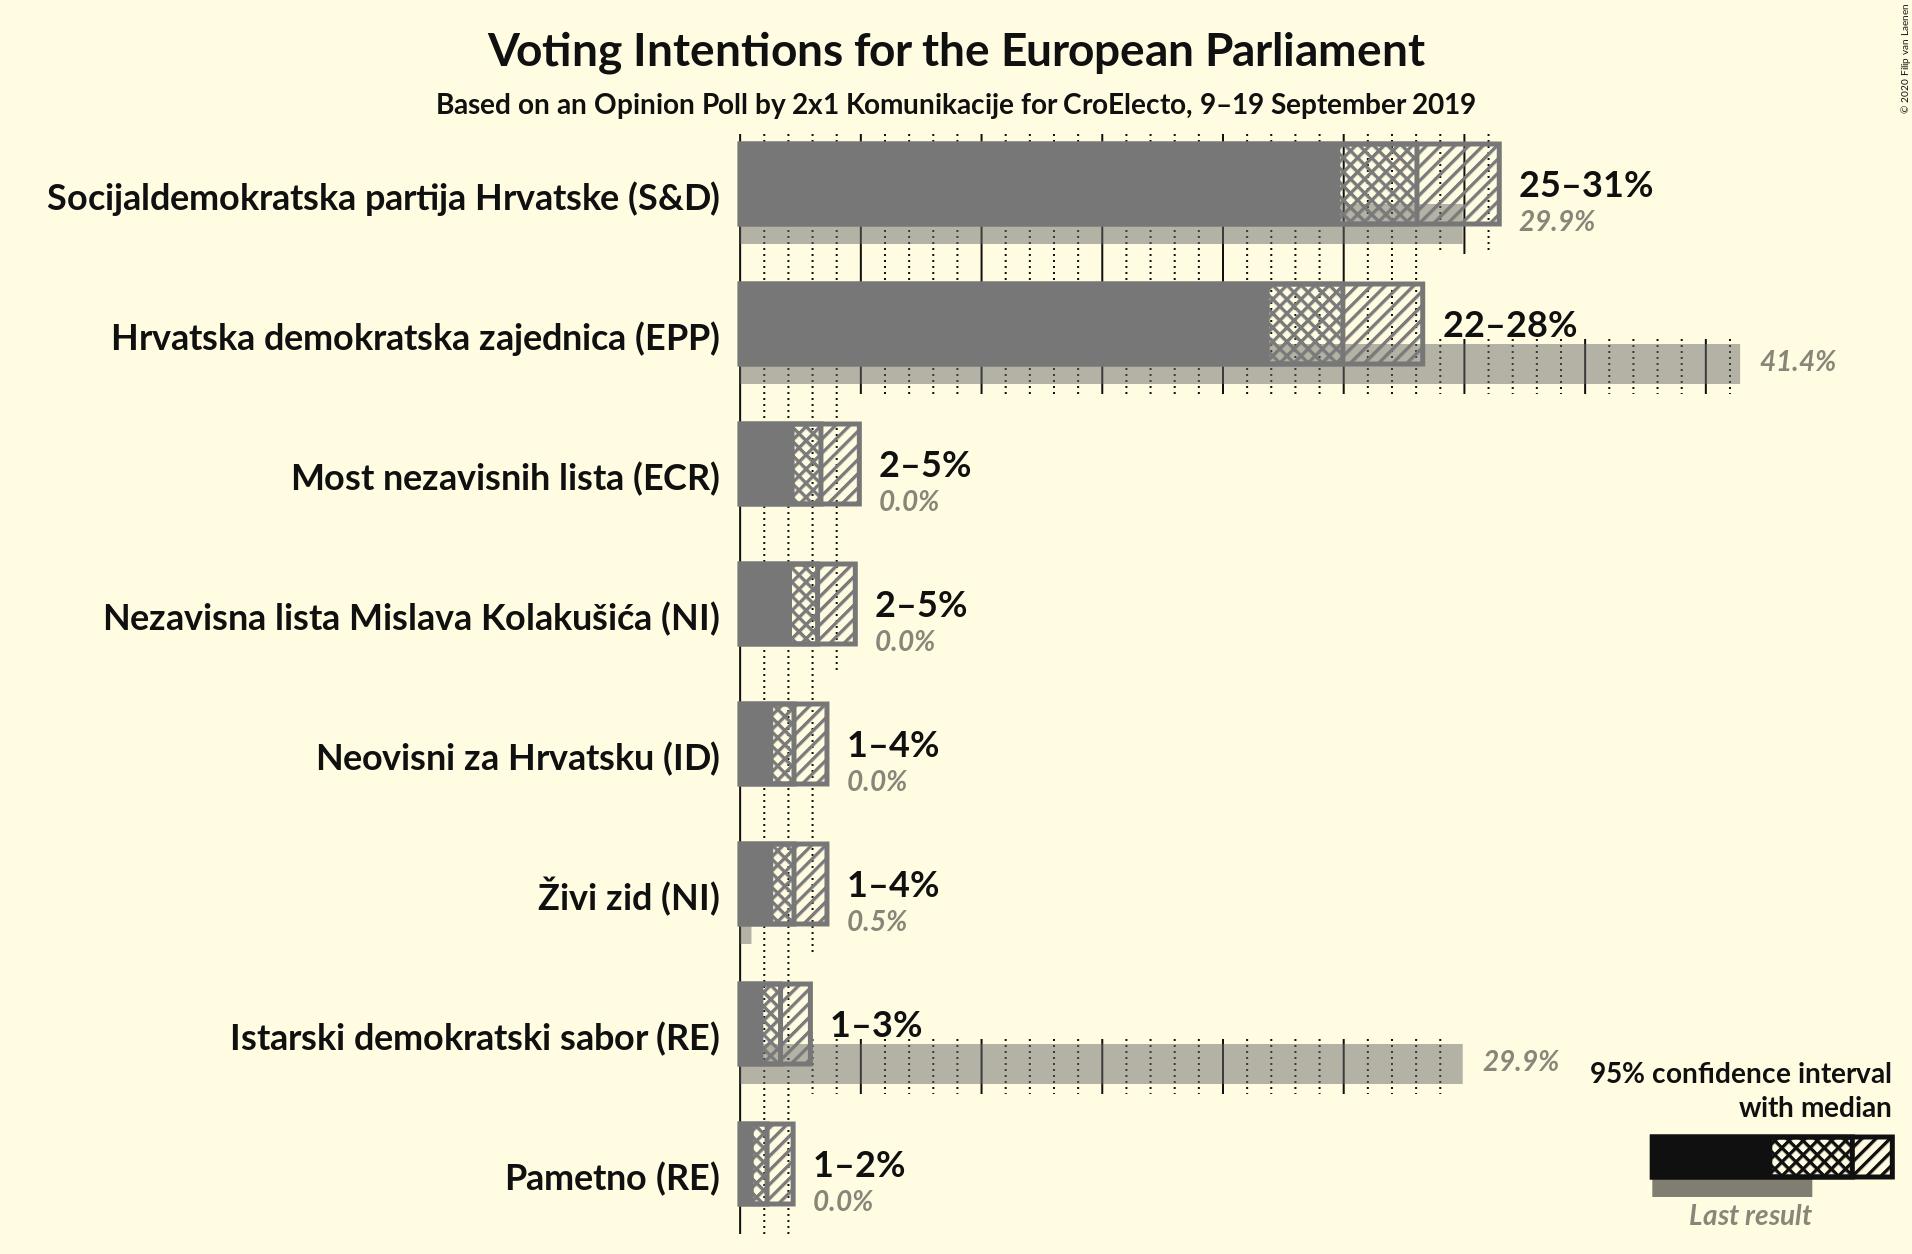 Voting Intentions for the European Parliament
Based on an Opinion Poll by 2x1 Komunikacije for CroElecto, 9–19 September 2019
© 2020 Filip van Laenen
Socijaldemokratska partija Hrvatske (S&D)
25–31%
29.9%
Hrvatska demokratska zajednica (EPP)
22–28%
41.4%
Most nezavisnih lista (ECR)
2–5%
0.0%
Nezavisna lista Mislava Kolakušića (NI)
2–5%
0.0%
Neovisni za Hrvatsku (ID)
1–4%
0.0%
Živi zid (NI)
1–4%
0.5%
Istarski demokratski sabor (RE)
1–3%
29.9%
Pametno (RE)
1–2%
0.0%
95% confidence interval
with median
Last result